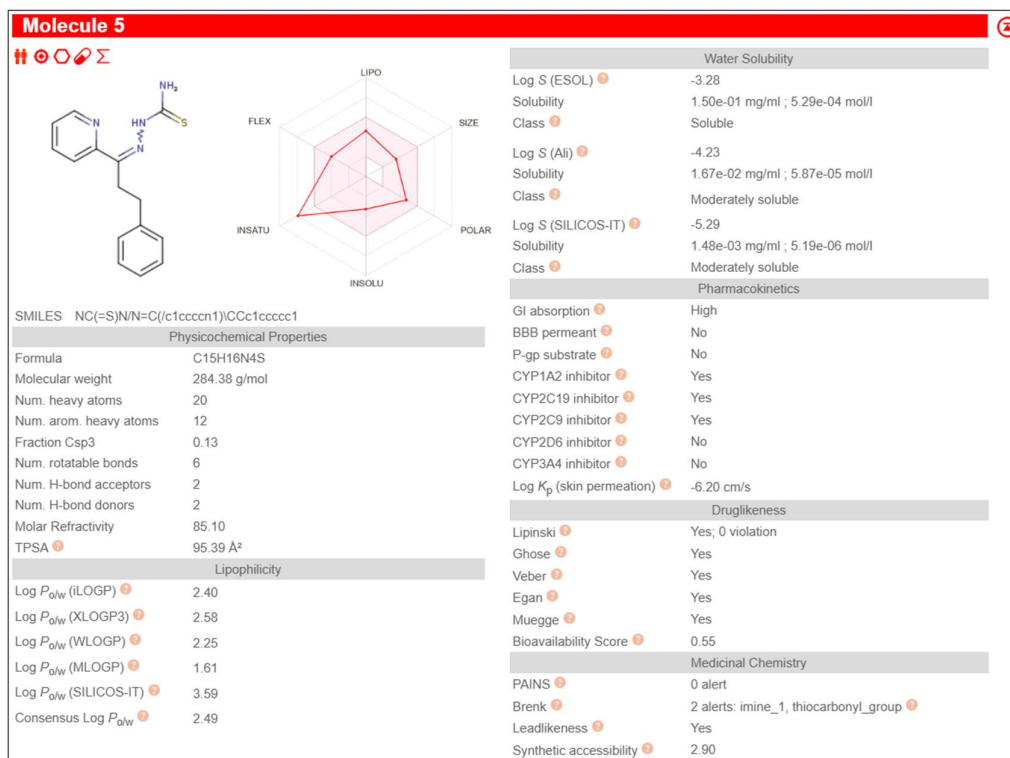 Molecule 5
NH₂
HN
S
N
N
LIPO
FLEX
SIZE
INSATU
POLAR
INSOLU
SMILES NC(=S)N/N=C(/c1ccccn1)\CCc1ccccc1
Physicochemical Properties
Formula C15H16N4S
Molecular weight 284.38 g/mol
Num. heavy atoms 20
Num. arom. heavy atoms 12
Fraction Csp3 0.13
Num. rotatable bonds 6
Num. H-bond acceptors 2
Num. H-bond donors 2
Molar Refractivity 85.10
TPSA ? 95.39 Å²
Lipophilicity
Log Po/w (iLOGP) ? 2.40
Log Po/w (XLOGP3) ? 2.58
Log Po/w (WLOGP) ? 2.25
Log Po/w (MLOGP) ? 1.61
Log Po/w (SILICOS-IT) ? 3.59
Consensus Log Po/w ? 2.49
Water Solubility
Log S (ESOL) ? -3.28
Solubility 1.50e-01 mg/ml ; 5.29e-04 mol/l
Class ? Soluble
Log S (Ali) ? -4.23
Solubility 1.67e-02 mg/ml ; 5.87e-05 mol/l
Class ? Moderately soluble
Log S (SILICOS-IT) ? -5.29
Solubility 1.48e-03 mg/ml ; 5.19e-06 mol/l
Class ? Moderately soluble
Pharmacokinetics
GI absorption ? High
BBB permeant ? No
P-gp substrate ? No
CYP1A2 inhibitor ? Yes
CYP2C19 inhibitor ? Yes
CYP2C9 inhibitor ? Yes
CYP2D6 inhibitor ? No
CYP3A4 inhibitor ? No
Log Kp (skin permeation) ? -6.20 cm/s
Druglikeness
Lipinski ? Yes; 0 violation
Ghose ? Yes
Veber ? Yes
Egan ? Yes
Muegge ? Yes
Bioavailability Score ? 0.55
Medicinal Chemistry
PAINS ? 0 alert
Brenk ? 2 alerts: imine_1, thiocarbonyl_group ?
Leadlikeness ? Yes
Synthetic accessibility ? 2.90